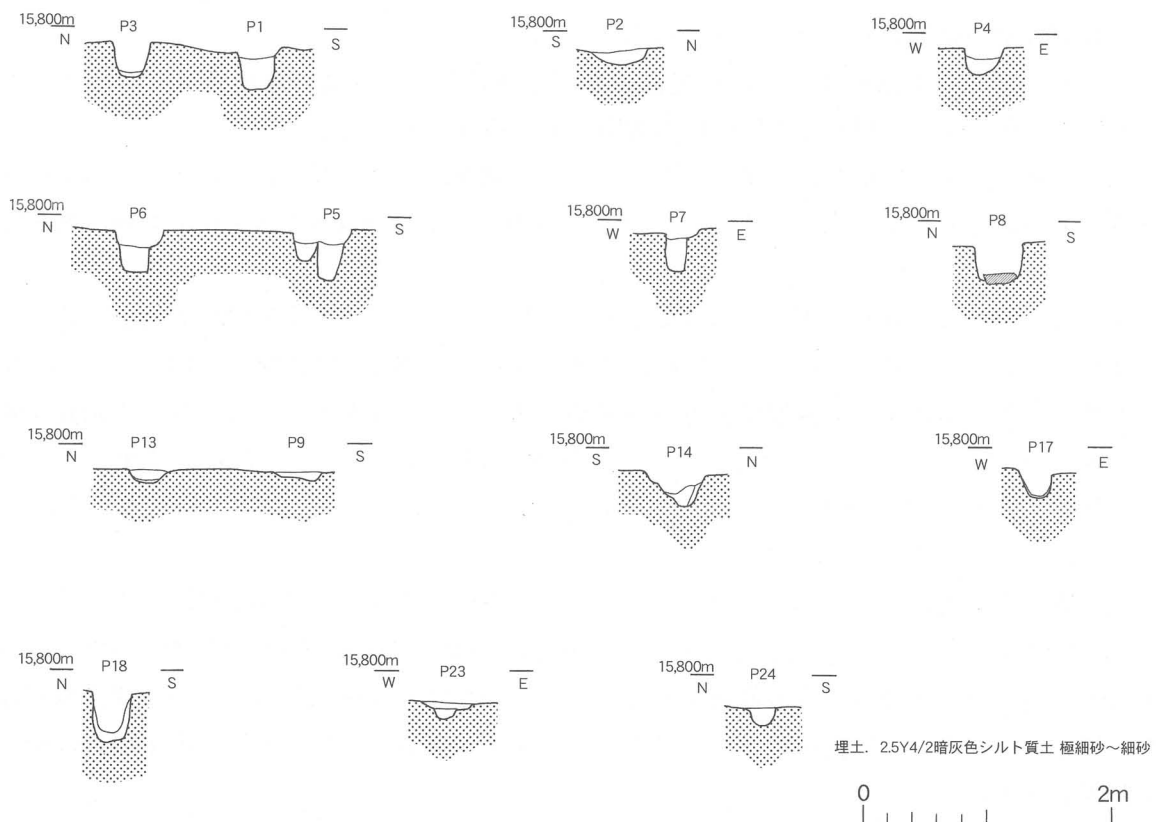 15,800m P3 P1
N S
15,800m P2
S N
15,800m P4
W E
15,800m P6 P5
N S
15,800m P7
W E
15,800m P8
N S
15,800m P13 P9
N S
15,800m P14
S N
15,800m P17
W E
15,800m P18
N S
15,800m P23
W E
15,800m P24
N S
埋土. 2.5Y4/2暗灰色シルト質土 極細砂～細砂
0 2m